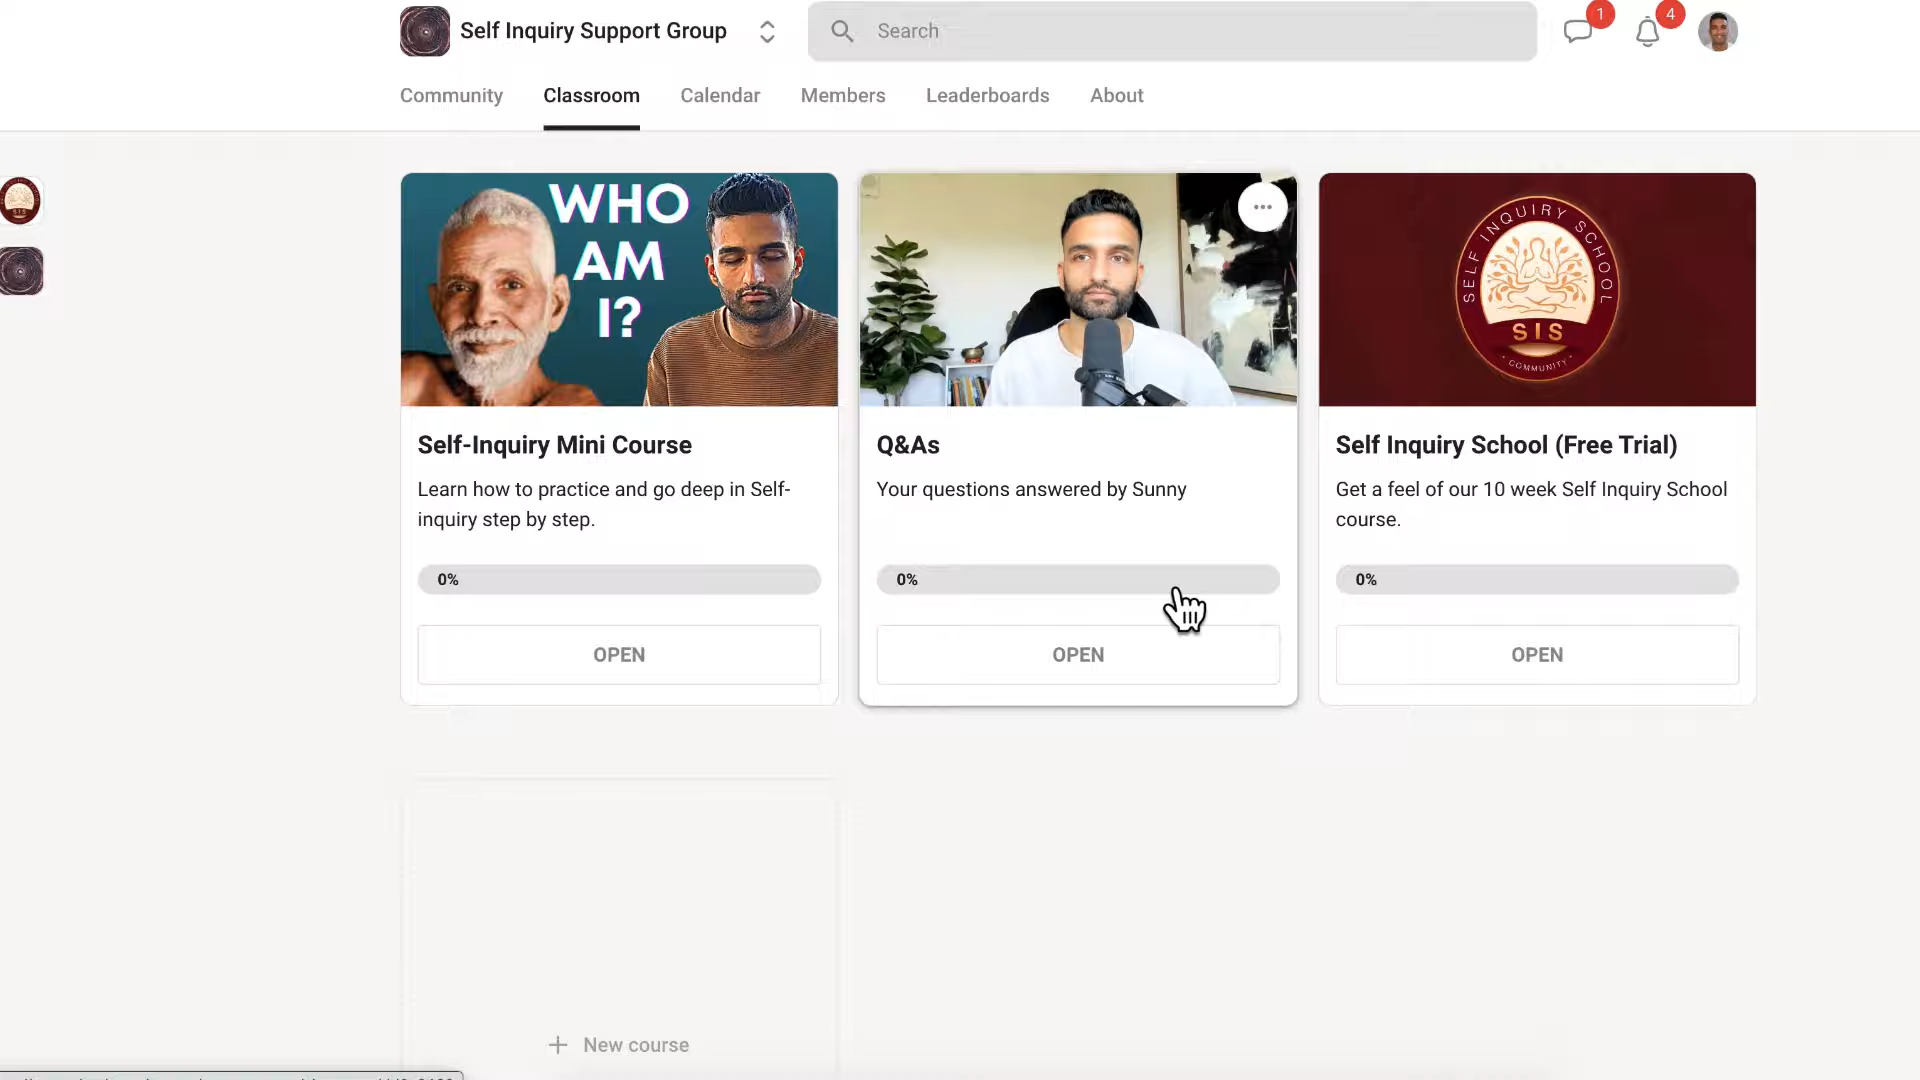 Self Inquiry Support Group
Search
1
4
Community
Classroom
Calendar
Members
Leaderboards
About
WHO
AM
I?
SELF INQUIRY SCHOOL
SIS
COMMUNITY
Self-Inquiry Mini Course
Learn how to practice and go deep in Self-
inquiry step by step.
0%
OPEN
Q&As
Your questions answered by Sunny
0%
OPEN
Self Inquiry School (Free Trial)
Get a feel of our 10 week Self Inquiry School
course.
0%
OPEN
New course